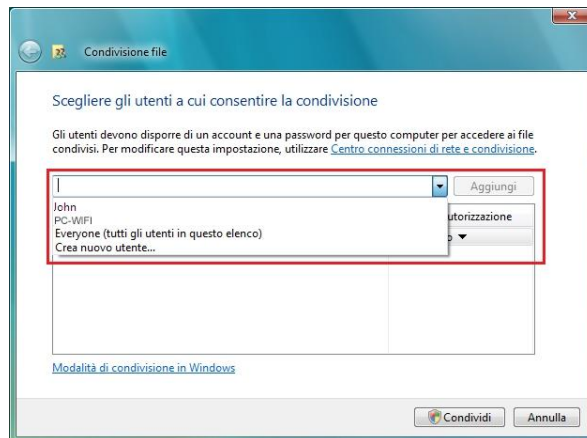 Condivisione file
Scegliere gli utenti a cui consentire la condivisione
Gli utenti devono disporre di un account e una password per questo computer per accedere ai file
condivisi. Per modificare questa impostazione, utilizzare Centro connessioni di rete e condivisione.
Aggiungi
John
PC-WIFI
Everyone (tutti gli utenti in questo elenco)
Crea nuovo utente...
utorizzazione
Modalità di condivisione in Windows
Condividi Annulla